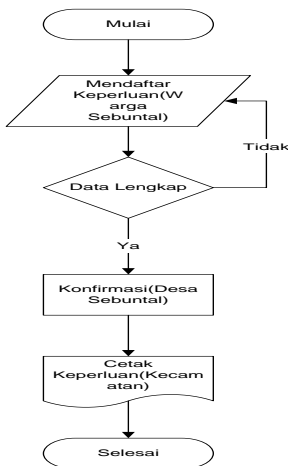 Mulai
Mendaftar
Keperluan(W
arga
Sebuntal)
Tidak
Data Lengkap
Ya
Konfirmasi(Desa
Sebuntal)
Cetak
Keperluan(Kecam
atan)
Selesai